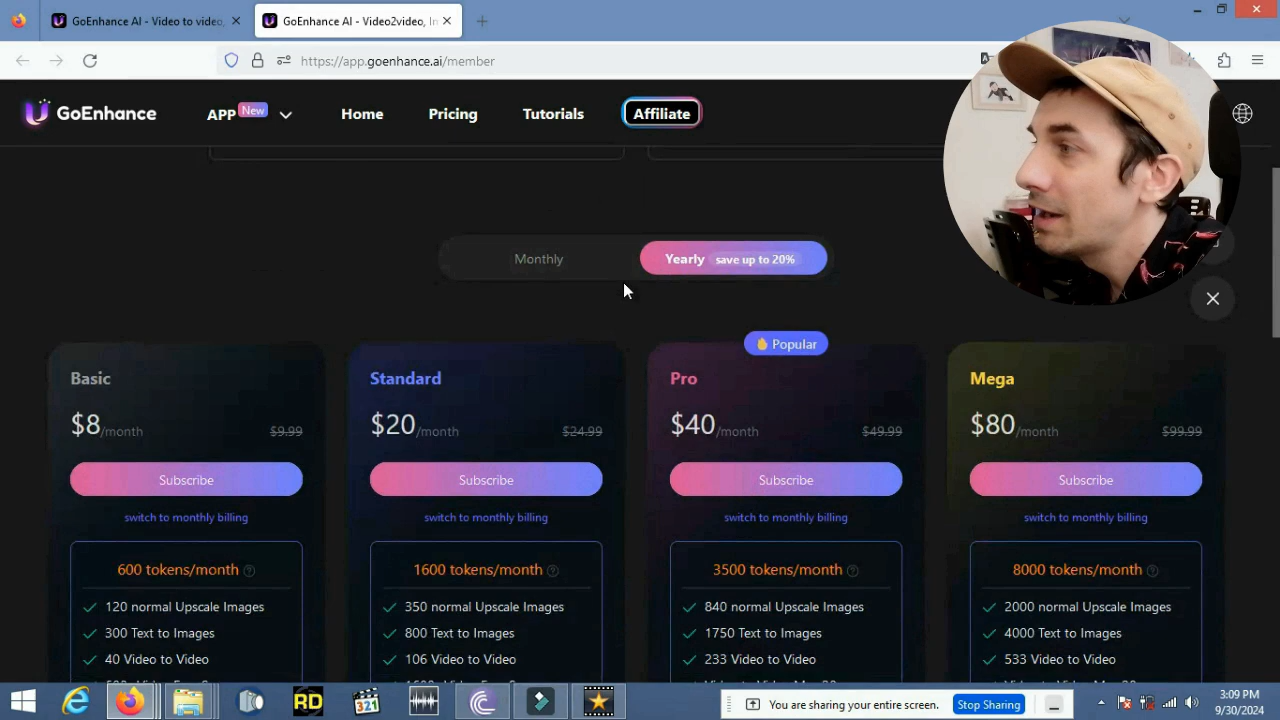 GoEnhance AI - Video to video,
GoEnhance AI - Video2video, In
https://app.goenhance.ai/member
GoEnhance
APP New
Home
Pricing
Tutorials
Affiliate
Monthly
Yearly save up to 20%
Popular
Basic
$8/month $9.99
Subscribe
switch to monthly billing
600 tokens/month
120 normal Upscale Images
300 Text to Images
40 Video to Video
Standard
$20/month $24.99
Subscribe
switch to monthly billing
1600 tokens/month
350 normal Upscale Images
800 Text to Images
106 Video to Video
Pro
$40/month $49.99
Subscribe
switch to monthly billing
3500 tokens/month
840 normal Upscale Images
1750 Text to Images
233 Video to Video
Mega
$80/month $99.99
Subscribe
switch to monthly billing
8000 tokens/month
2000 normal Upscale Images
4000 Text to Images
533 Video to Video
RD
321
You are sharing your entire screen.
Stop Sharing
3:09 PM
9/30/2024